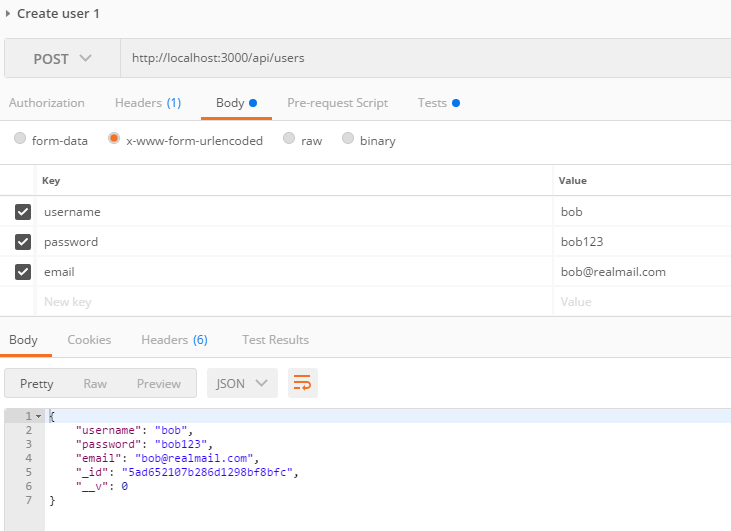 Create user 1
POST http://localhost:3000/api/users
Authorization Headers (1) Body Pre-request Script Tests
form-data x-www-form-urlencoded raw binary
Key Value
username bob
password bob123
email bob@realmail.com
New key Value
Body Cookies Headers (6) Test Results
Pretty Raw Preview JSON
1 {
2 "username": "bob",
3 "password": "bob123",
4 "email": "bob@realmail.com",
5 "_id": "5ad652107b286d1298bf8bfc",
6 "__v": 0
7 }